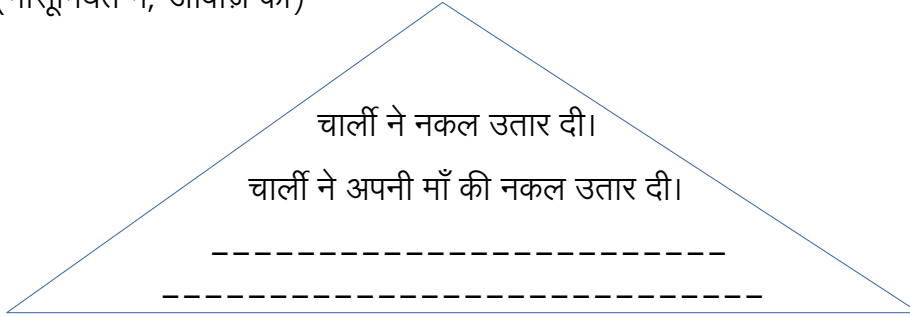 चार्ली ने नकल उतार दी।
चार्ली ने अपनी माँ की नकल उतार दी।
------------------------
----------------------------